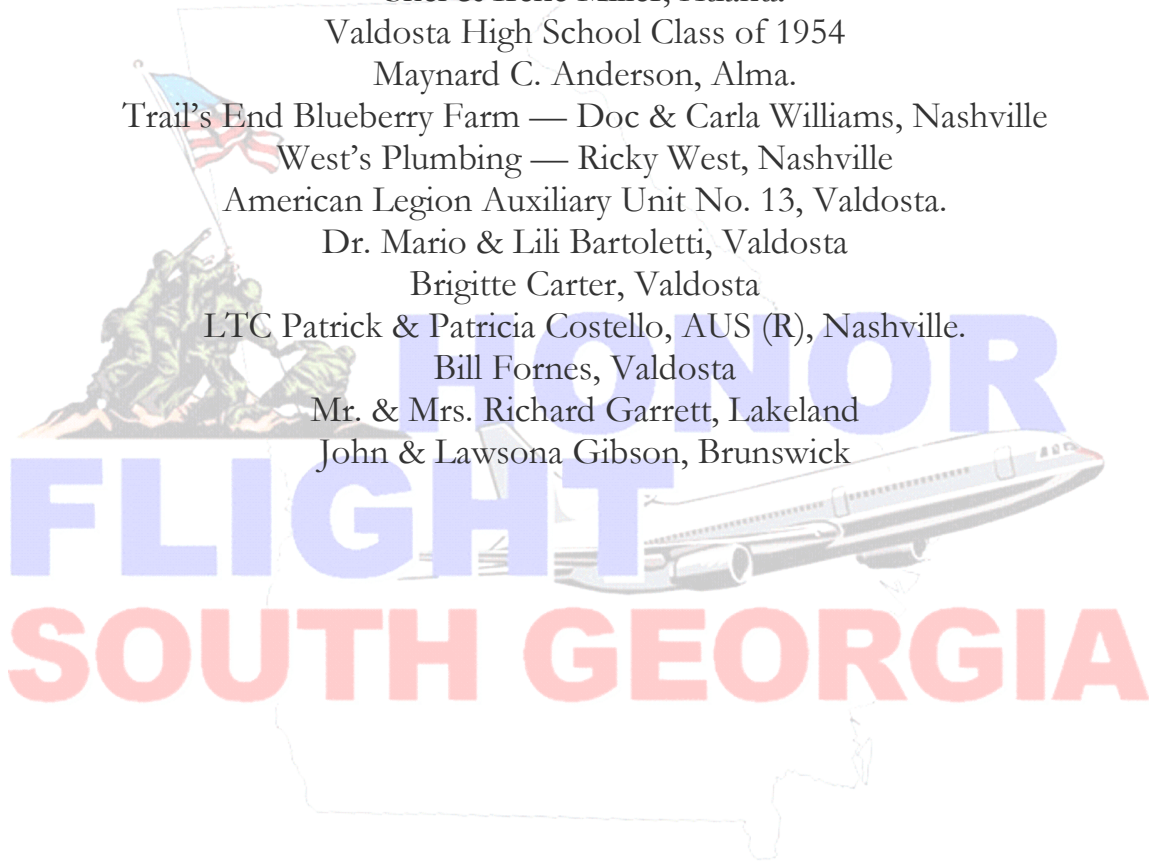 Miller,
Valdosta High School Class of 1954
Maynard C. Anderson, Alma.
Trail’s End Blueberry Farm — Doc & Carla Williams, Nashville
West’s Plumbing — Ricky West, Nashville
American Legion Auxiliary Unit No. 13, Valdosta.
Dr. Mario & Lili Bartoletti, Valdosta
Brigitte Carter, Valdosta
LTC Patrick & Patricia Costello, AUS (R), Nashville.
Bill Fornes, Valdosta
Mr. & Mrs. Richard Garrett, Lakeland
John & Lawsona Gibson, Brunswick
HONOR
FLIGHT
SOUTH GEORGIA